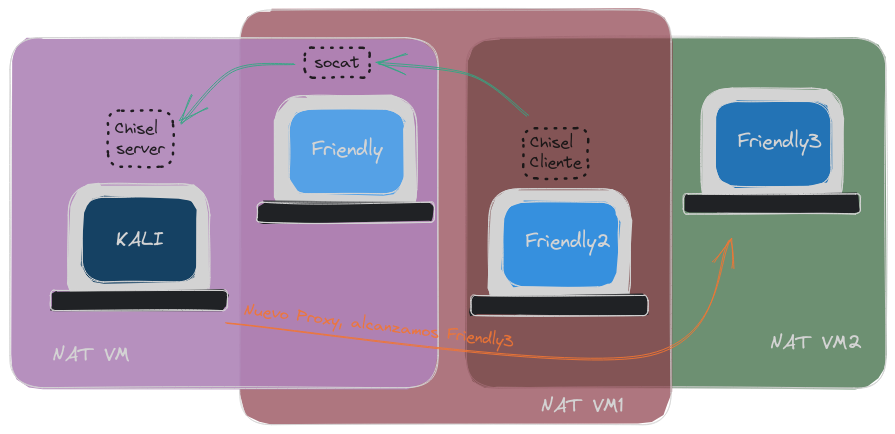 socat
Chisel
server
Friendly
Chisel
Cliente
Friendly3
KALI
Friendly2
Nuevo Proxy, alcanzamos Friendly3
NAT VM
NAT VM2
NAT VM1